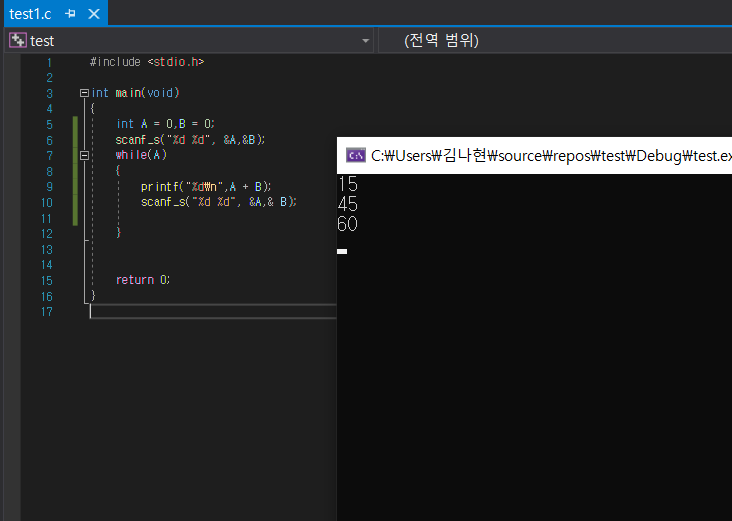 test1.c
test
(전역 범위)
1 #include <stdio.h>
2
3 int main(void)
4 {
5 int A = 0,B = 0;
6 scanf_s("%d %d", &A,&B);
7 while(A)
8 {
9 printf("%d₩n",A + B);
10 scanf_s("%d %d", &A,& B);
11
12 }
13
14
15 return 0;
16 }
17
C:₩Users₩김나현₩source₩repos₩test₩Debug₩test.ex
15
45
60